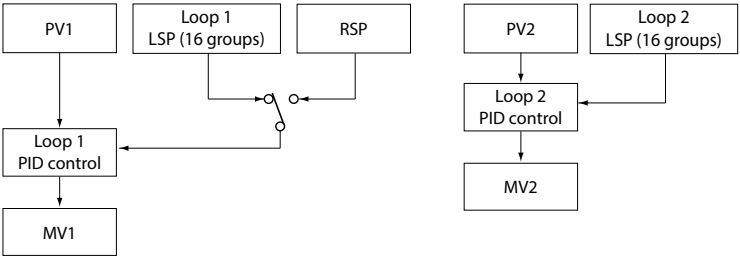 PV1
Loop 1
LSP (16 groups)
RSP
Loop 1
PID control
MV1
PV2
Loop 2
LSP (16 groups)
Loop 2
PID control
MV2